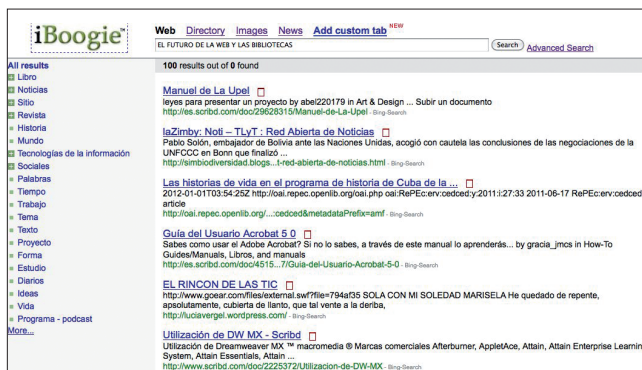 iBoogie™
Web Directory Images News Add custom tab NEW
EL FUTURO DE LA WEB Y LAS BIBLIOTECAS
Search Advanced Search
All results
Libro
Noticias
Sitio
Revista
Historia
Mundo
Tecnologías de la información
Sociales
Palabras
Tiempo
Trabajo
Tema
Texto
Proyecto
Forma
Estudio
Diarios
Ideas
Vida
Programa - podcast
More...
100 results out of 0 found
Manuel de La Upel
leyes para presentar un proyecto by abel220179 in Art & Design ... Subir un documento
http://es.scribd.com/doc/29628315/Manuel-de-La-Upel - Bing-Search
laZimby: Noti – TLyT : Red Abierta de Noticias
Pablo Solón, embajador de Bolivia ante las Naciones Unidas, acogió con cautela las conclusiones de las negociaciones de la
UNFCCC en Bonn que finalizó ...
http://simbiodiversidad.blogs...t-red-abierta-de-noticias.html - Bing-Search
Las historias de vida en el programa de historia de Cuba de la ...
2012-01-01T03:54:25Z http://oai.repec.openlib.org/oai.php oai:RePEc:erv:cedced:y:2011:i:27:33 2011-06-17 RePEc:erv:cedced
article
http://oai.repec.openlib.org/...:cedced&metadataPrefix=amf - Bing-Search
Guía del Usuario Acrobat 5 0
Sabes como usar el Adobe Acrobat? Si no lo sabes, a través de este manual lo aprenderás... by gracia_jmcs in How-To
Guides/Manuals, Libros, and manuals
http://es.scribd.com/doc/4515...7/Guia-del-Usuario-Acrobat-5-0 - Bing-Search
EL RINCON DE LAS TIC
http://www.goear.com/files/external.swf?file=794af35 SOLA CON MI SOLEDAD MARISELA He quedado de repente,
apsolutamente, cubierta de llanto, que tal vente a la deriba,
http://luciavergel.wordpress.com/ - Bing-Search
Utilización de DW MX - Scribd
Utilización de Dreamweaver MX ™ macromedia ® Marcas comerciales Afterburner, AppletAce, Attain, Attain Enterprise Learnin
System, Attain Essentials, Attain ...
http://www.scribd.com/doc/2225372/Utilizacion-de-DW-MX - Bing-Search